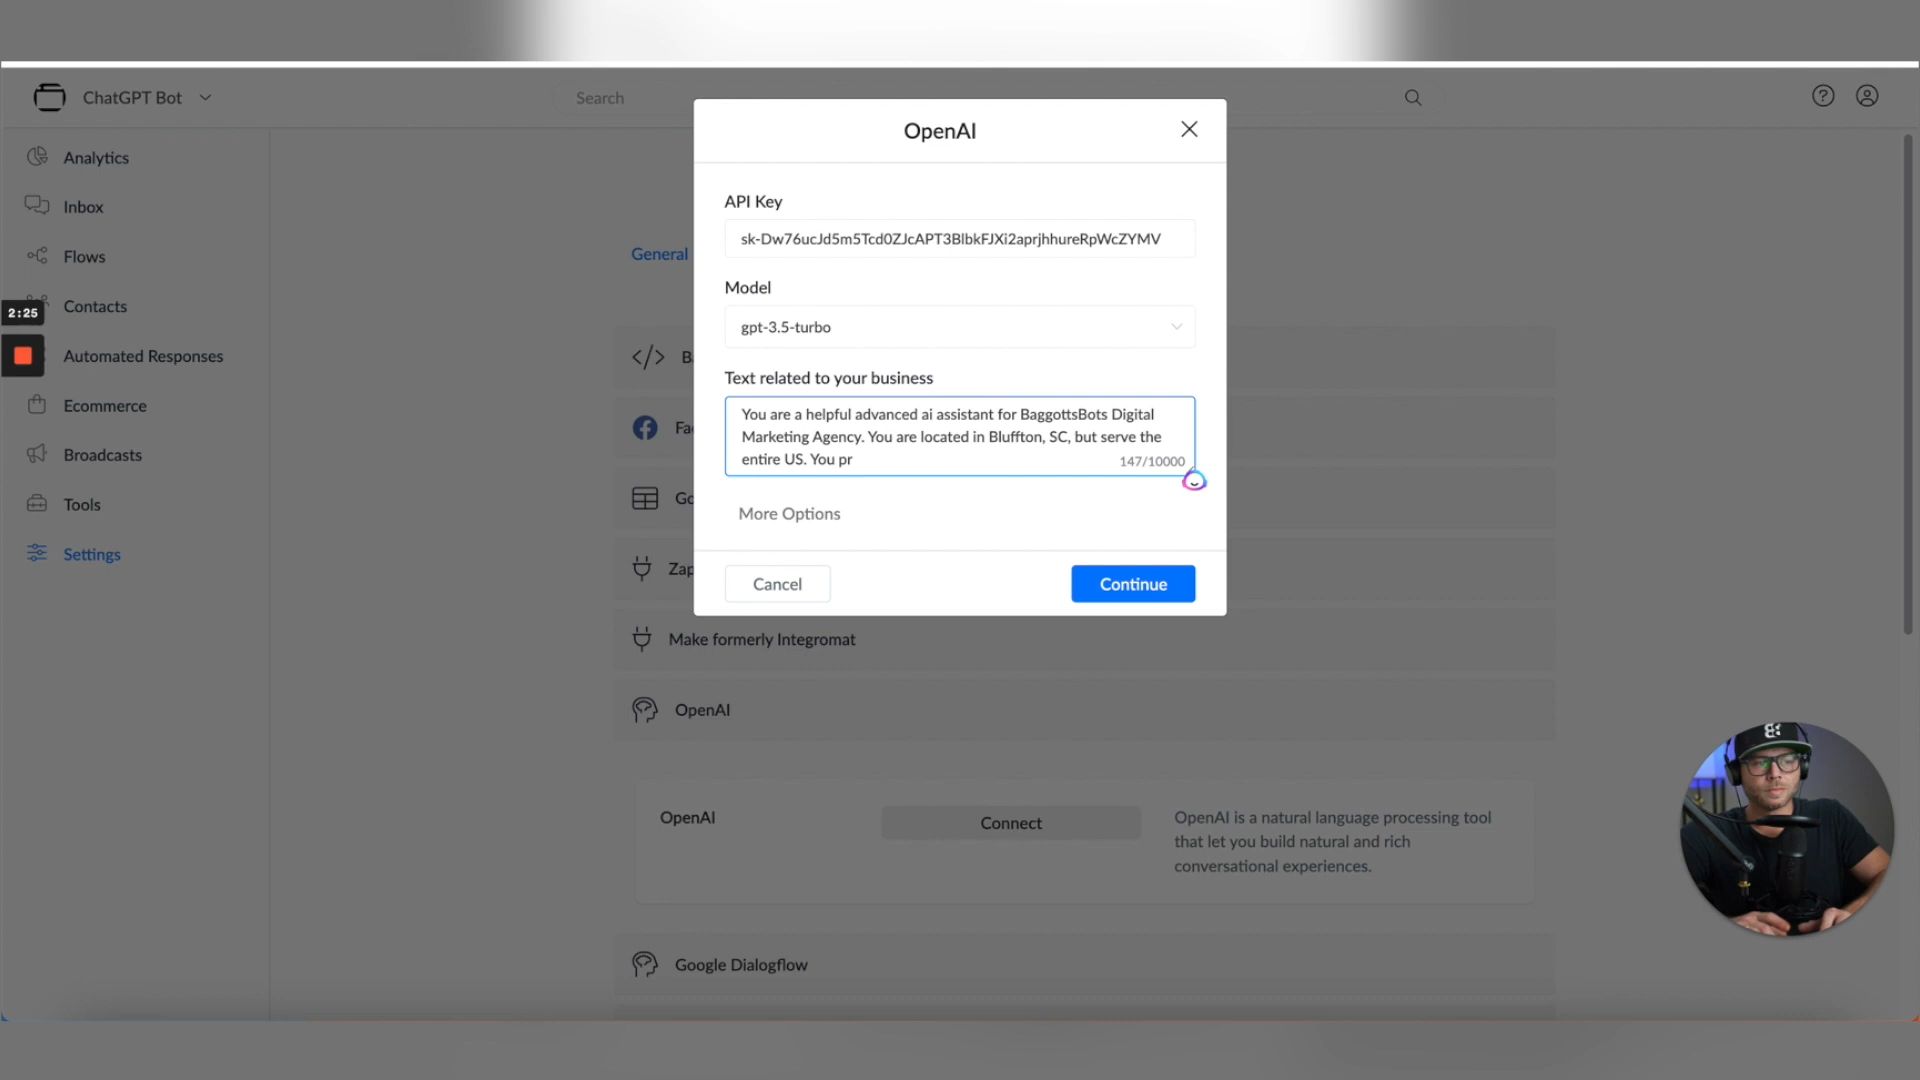 ChatGPT Bot
Search
OpenAI
Analytics
API Key
Inbox
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
General
Flows
Model
Contacts
2:25
gpt-3.5-turbo
Automated Responses
Text related to your business
Ecommerce
You are a helpful advanced ai assistant for BaggottsBots Digital
Marketing Agency. You are located in Bluffton, SC, but serve the
entire US. You pr
147/10000
Broadcasts
Tools
More Options
Settings
Zap
Cancel
Continue
Make formerly Integromat
OpenAI
OpenAI
Connect
OpenAI is a natural language processing tool
that let you build natural and rich
conversational experiences.
Google Dialogflow